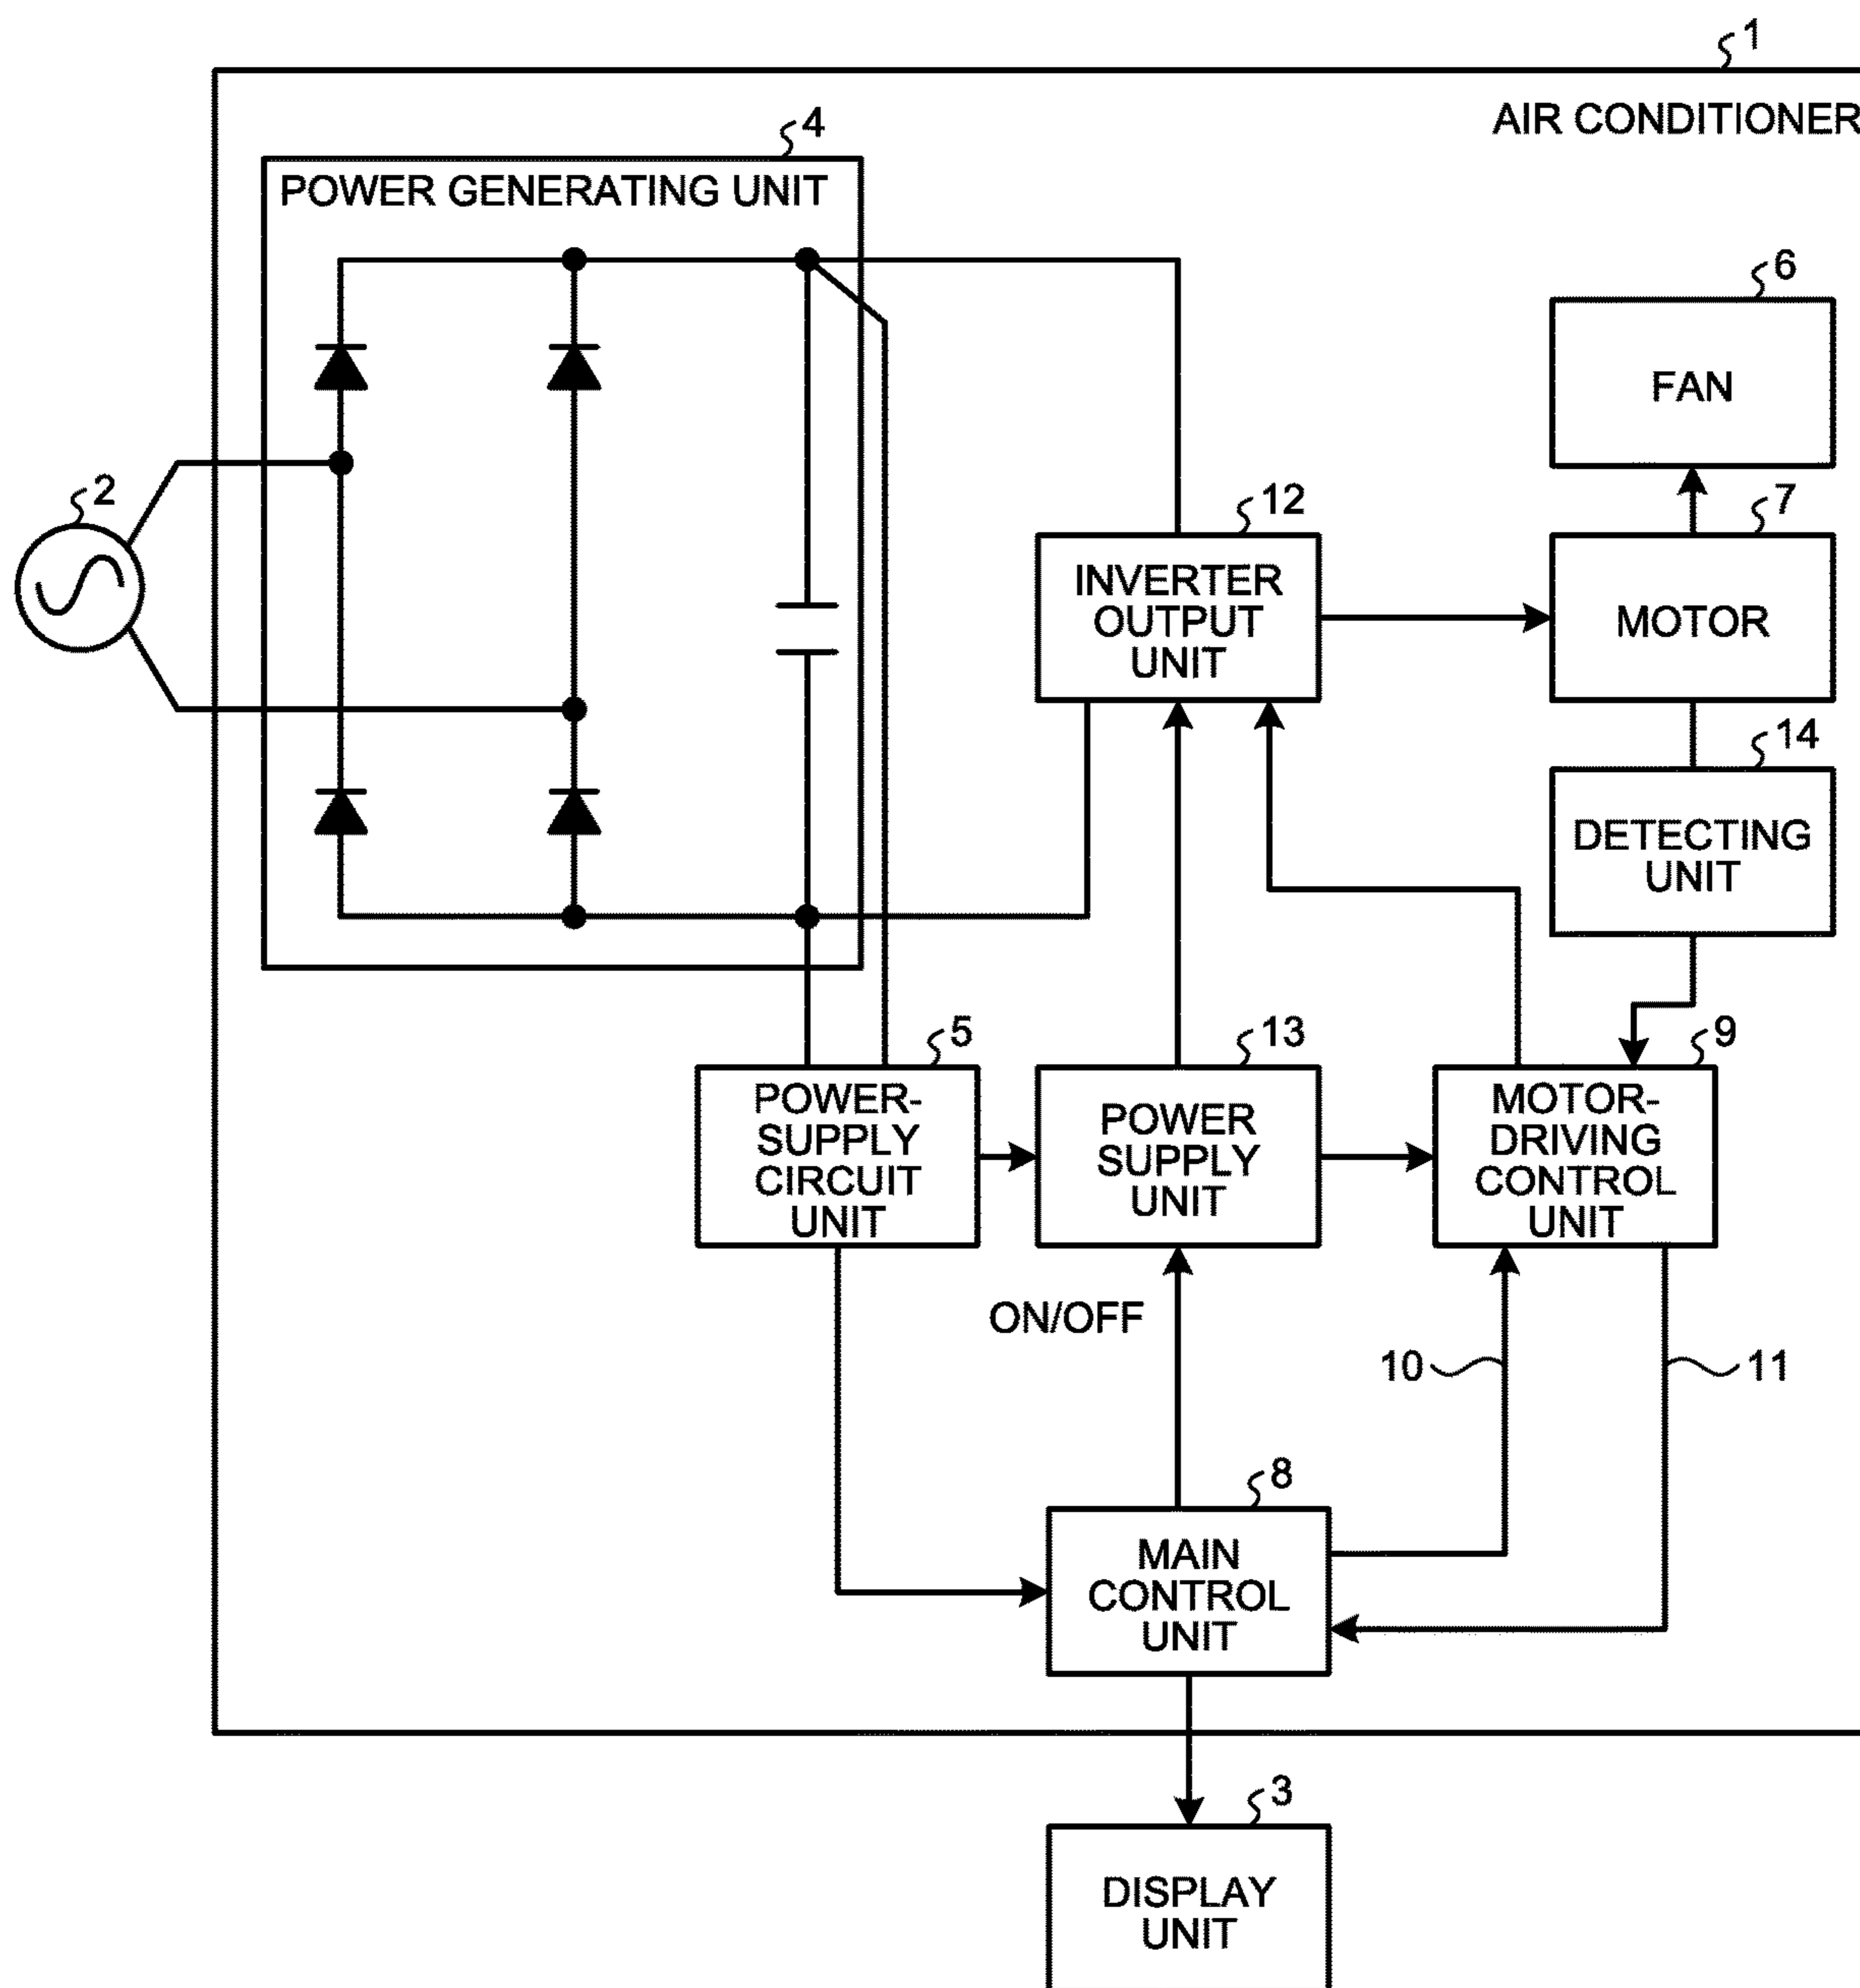 1
AIR CONDITIONER
4
POWER GENERATING UNIT
6
FAN
2
12
INVERTER
OUTPUT
UNIT
7
MOTOR
14
DETECTING
UNIT
5
POWER-
SUPPLY
CIRCUIT
UNIT
13
POWER
SUPPLY
UNIT
9
MOTOR-
DRIVING
CONTROL
UNIT
ON/OFF
10
11
8
MAIN
CONTROL
UNIT
3
DISPLAY
UNIT